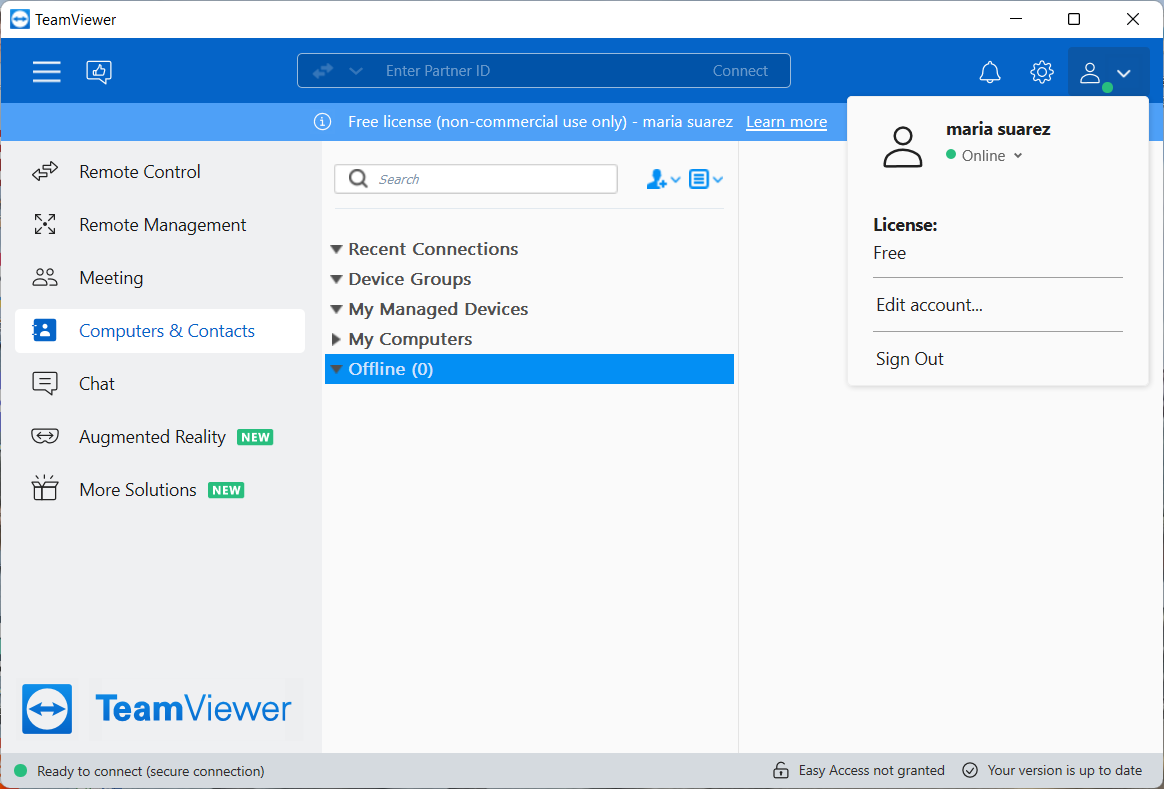 TeamViewer
Enter Partner ID
Connect
Free license (non-commercial use only) - maria suarez Learn more
maria suarez
Online
License:
Free
Edit account...
Sign Out
Remote Control
Remote Management
Meeting
Computers & Contacts
Chat
Augmented Reality NEW
More Solutions NEW
Search
Recent Connections
Device Groups
My Managed Devices
My Computers
Offline (0)
TeamViewer
Ready to connect (secure connection)
Easy Access not granted
Your version is up to date